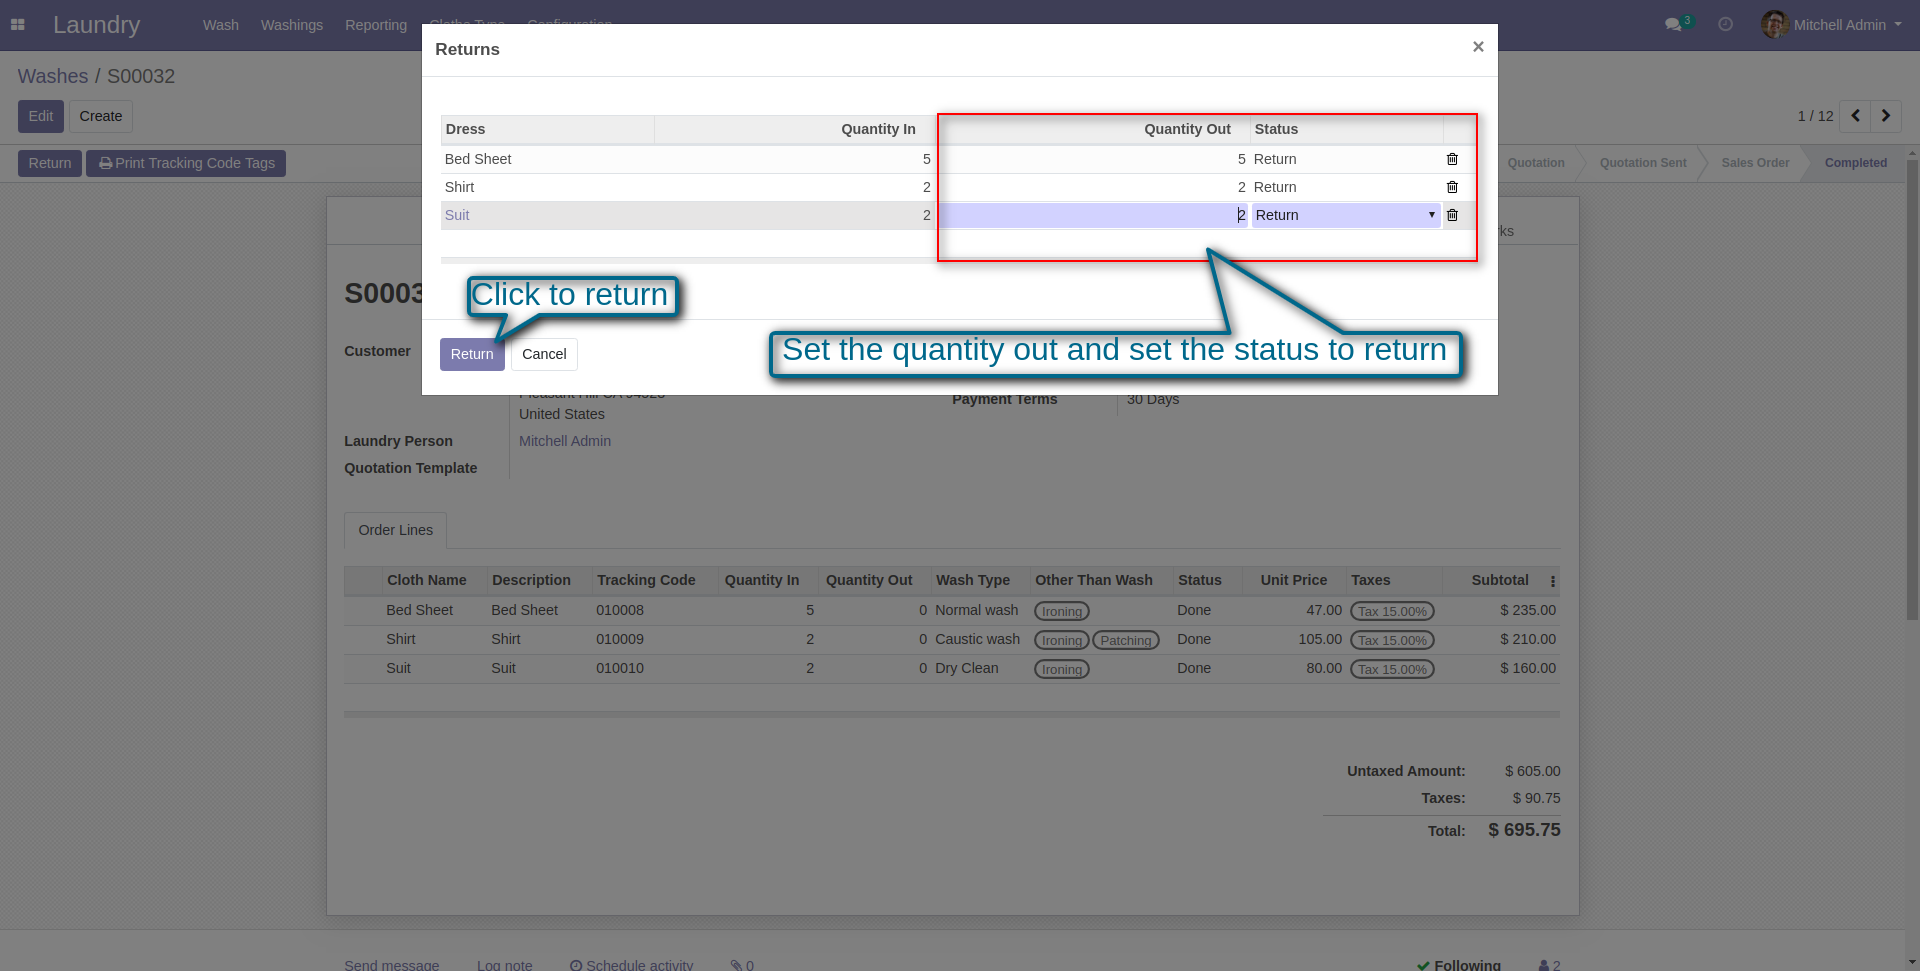 Laundry Wash Washings Reporting Cloths Type Configuration 3 Mitchell Admin
Returns ×
Washes / S00032
Edit Create
1 / 12
Return Print Tracking Code Tags
Quotation Quotation Sent Sales Order Completed
Dress Quantity In Quantity Out Status
Bed Sheet 5 5 Return
Shirt 2 2 Return
Suit 2 2 Return
ks
S0003
Click to return
Set the quantity out and set the status to return
Customer
Return Cancel
United States
Payment Terms 30 Days
Laundry Person Mitchell Admin
Quotation Template
Order Lines
Cloth Name Description Tracking Code Quantity In Quantity Out Wash Type Other Than Wash Status Unit Price Taxes Subtotal
Bed Sheet Bed Sheet 010008 5 0 Normal wash Ironing Done 47.00 Tax 15.00% $ 235.00
Shirt Shirt 010009 2 0 Caustic wash Ironing Patching Done 105.00 Tax 15.00% $ 210.00
Suit Suit 010010 2 0 Dry Clean Ironing Done 80.00 Tax 15.00% $ 160.00
Untaxed Amount: $ 605.00
Taxes: $ 90.75
Total: $ 695.75
Send message Log note Schedule activity 0 Following 2